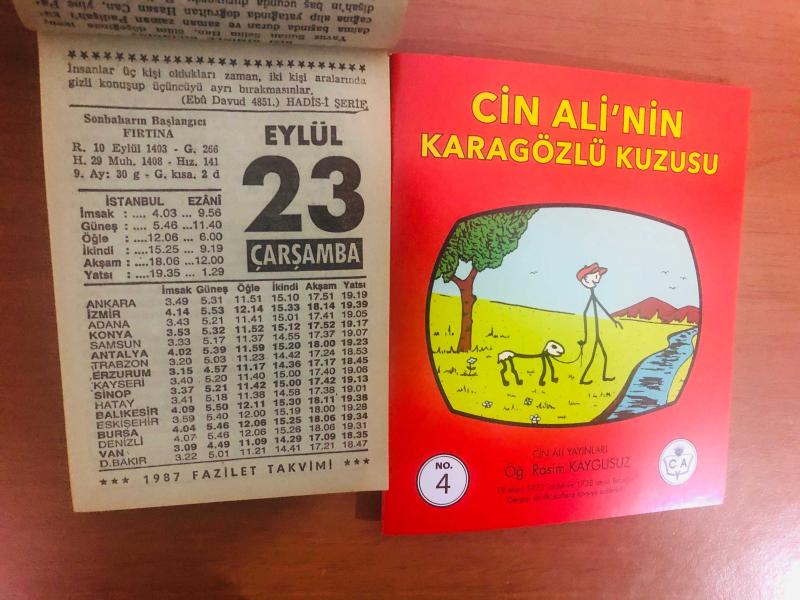 İnsanlar üç kişi oldukları zaman, iki kişi aralarında
gizli konuşup üçüncüyü ayrı bırakmasınlar.
(Ebû Davud 4851.) HADİS-İ ŞERİF
Sonbaharın Başlangıcı
FIRTINA
R. 10 Eylül 1403 - G. 266
H. 29 Muh. 1408 - Hız. 141
9. Ay: 30 g - G. kısa. 2 d
EYLÜL
23
ÇARŞAMBA
İSTANBUL EZANÎ
İmsak : .... 4.03 ... 9.56
Güneş : .... 5.46 ...11.40
Öğle : ....12.06 ... 6.00
İkindi : ....15.25 ... 9.19
Akşam : ....18.06 ...12.00
Yatsı : ....19.35 ... 1.29
İmsak Güneş Öğle İkindi Akşam Yatsı
ANKARA 3.49 5.31 11.51 15.10 17.51 19.19
İZMİR 4.14 5.53 12.14 15.33 18.14 19.39
ADANA 3.43 5.21 11.41 15.01 17.41 19.05
KONYA 3.53 5.32 11.52 15.12 17.52 19.17
SAMSUN 3.33 5.17 11.37 14.55 17.37 19.07
ANTALYA 4.02 5.39 11.59 15.20 18.00 19.23
TRABZON 3.20 5.03 11.23 14.42 17.24 18.53
ERZURUM 3.15 4.57 11.17 14.36 17.17 18.45
KAYSERİ 3.40 5.20 11.40 15.00 17.40 19.06
SİNOP 3.37 5.21 11.42 15.00 17.42 19.13
HATAY 3.41 5.18 11.38 14.58 17.38 19.01
BALIKESİR 4.09 5.50 12.11 15.30 18.11 19.38
ESKİŞEHİR 3.59 5.40 12.00 15.19 18.00 19.28
BURSA 4.04 5.46 12.06 15.25 18.06 19.34
DENİZLİ 4.07 5.46 12.06 15.26 18.06 19.31
VAN 3.09 4.49 11.09 14.29 17.09 18.35
D.BAKIR 3.22 5.01 11.21 14.41 17.21 18.47
*** 1987 FAZİLET TAKVİMİ ***
CİN ALİ'NİN
KARAGÖZLÜ KUZUSU
CİN ALİ YAYINLARI
Öğ. Rasim KAYGUSUZ
NO.
4
C A